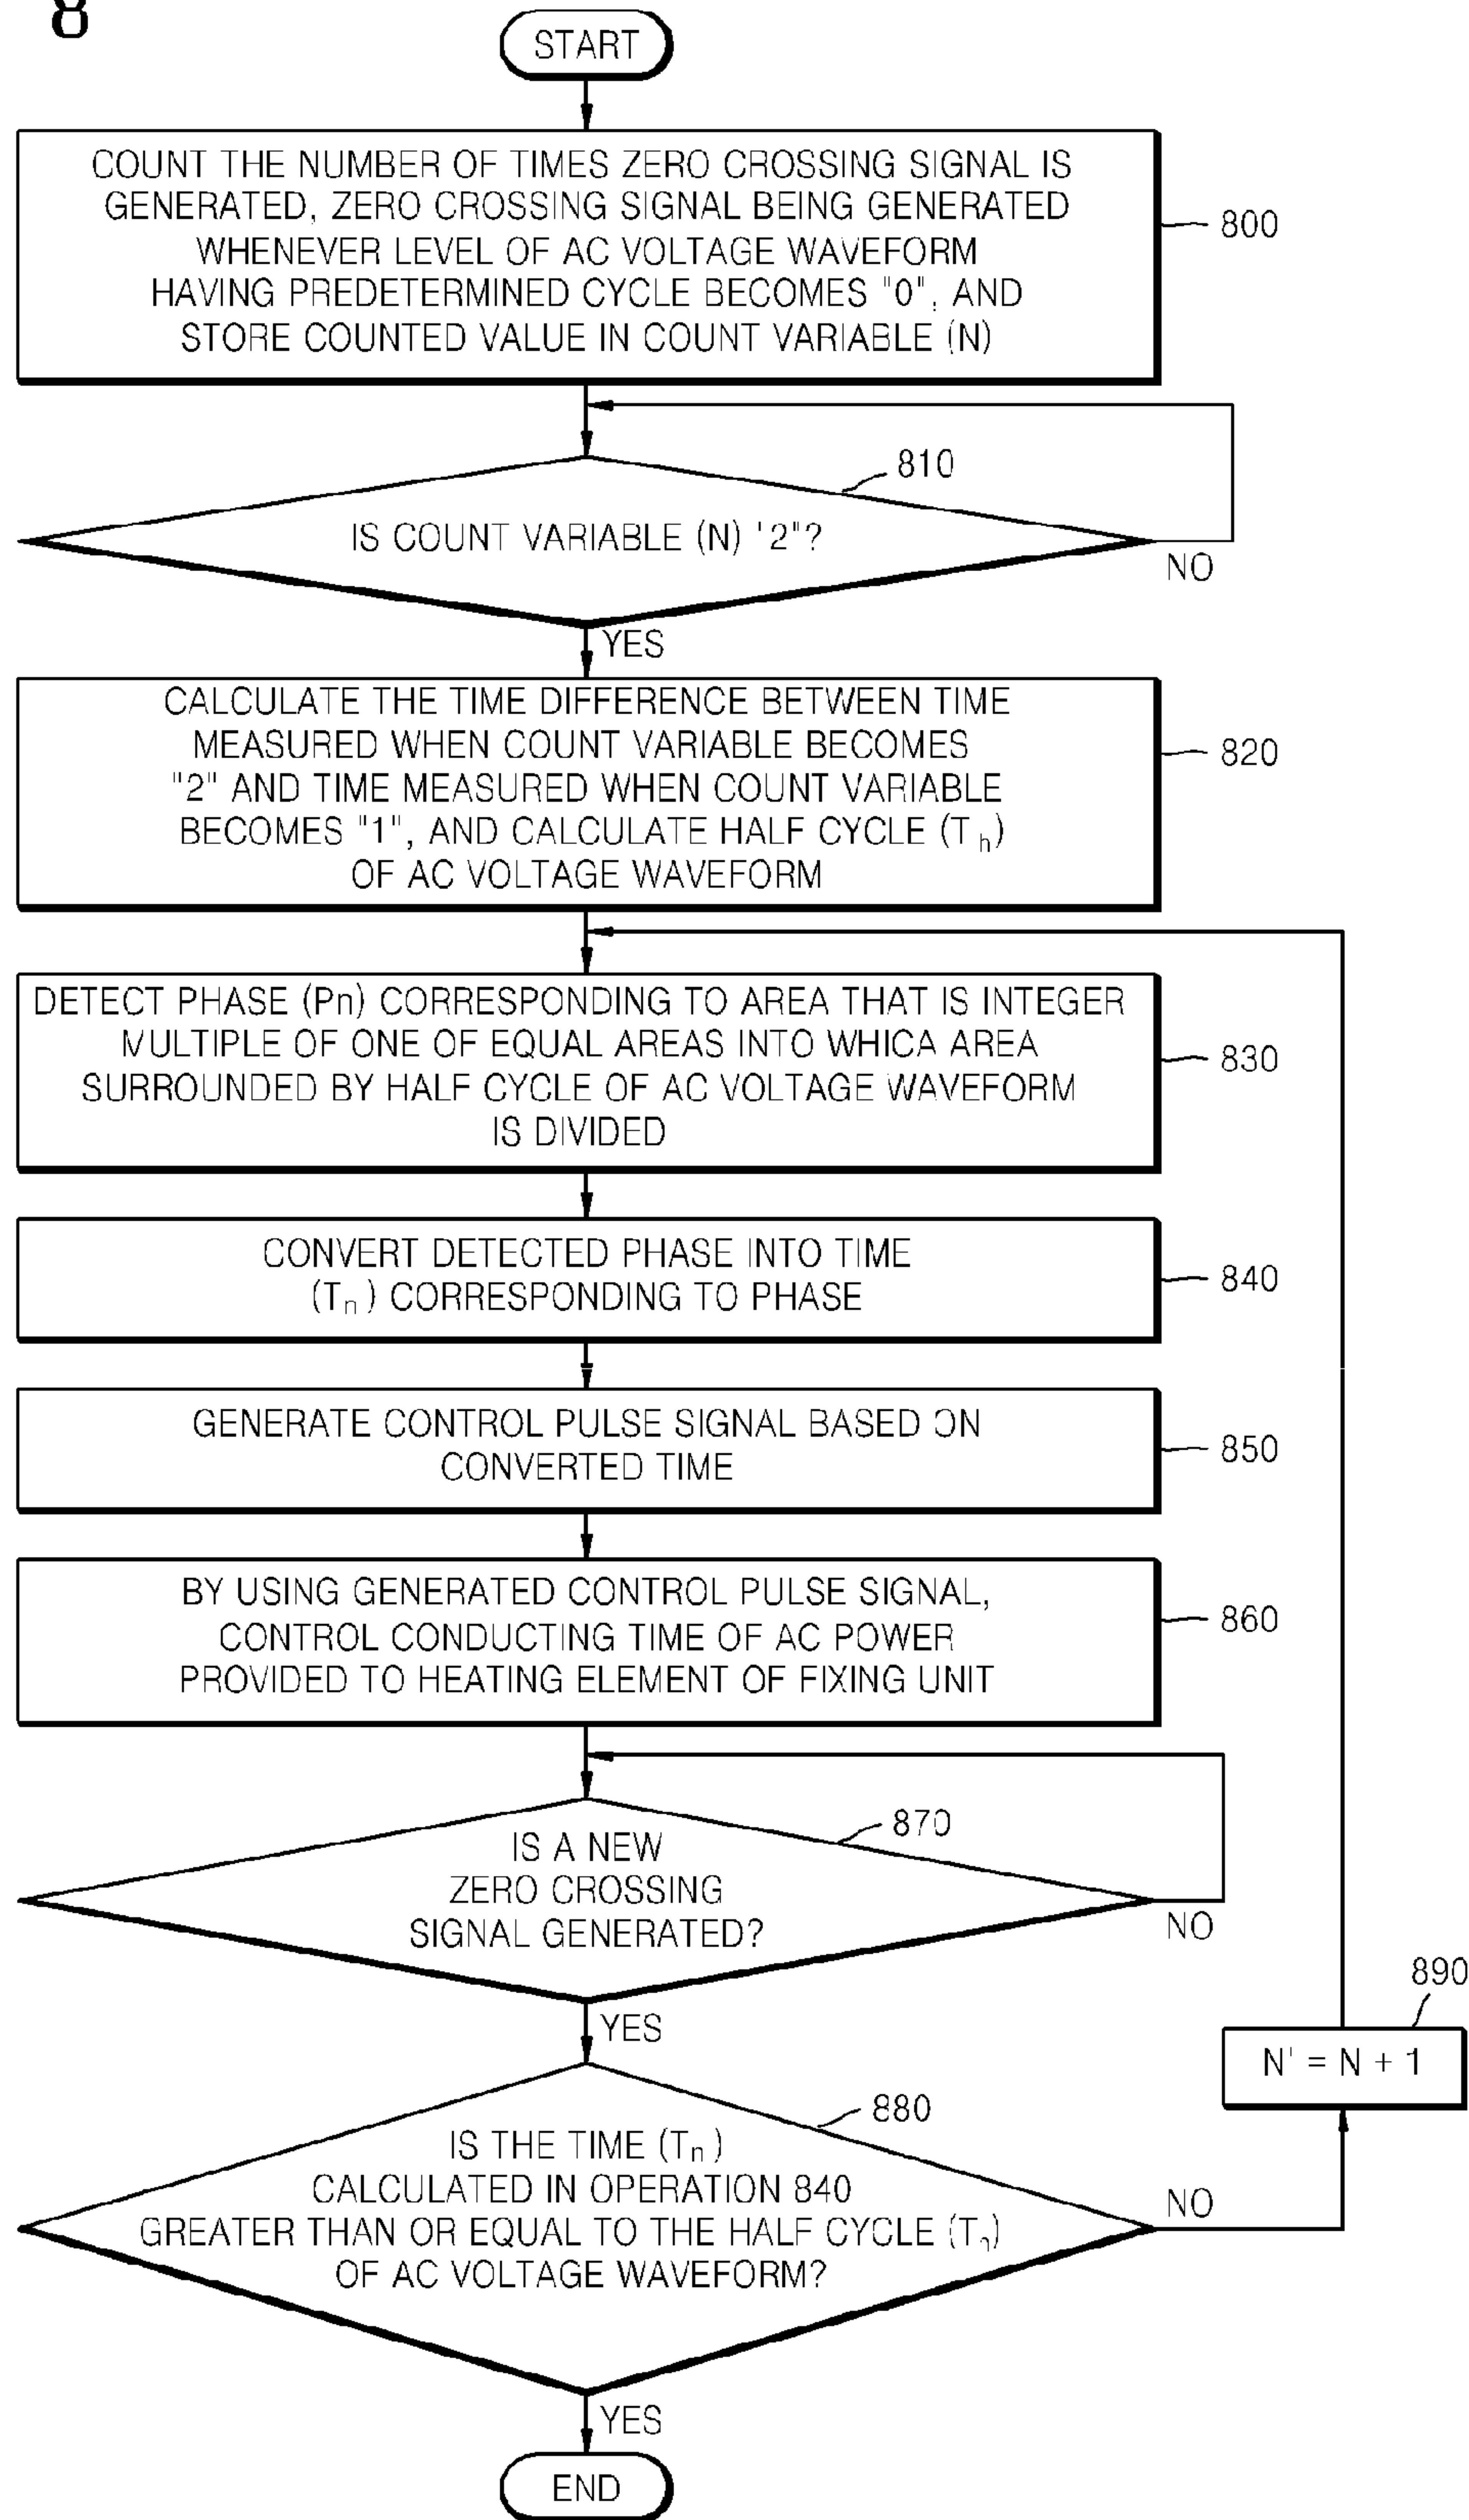 8
START
COUNT THE NUMBER OF TIMES ZERO CROSSING SIGNAL IS
GENERATED, ZERO CROSSING SIGNAL BEING GENERATED
WHENEVER LEVEL OF AC VOLTAGE WAVEFORM
HAVING PREDETERMINED CYCLE BECOMES "0", AND
STORE COUNTED VALUE IN COUNT VARIABLE (N)
800
810
IS COUNT VARIABLE (N) '2"?
NO
YES
CALCULATE THE TIME DIFFERENCE BETWEEN TIME
MEASURED WHEN COUNT VARIABLE BECOMES
"2" AND TIME MEASURED WHEN COUNT VARIABLE
BECOMES "1", AND CALCULATE HALF CYCLE (Th)
OF AC VOLTAGE WAVEFORM
820
DETECT PHASE (Pn) CORRESPONDING TO AREA THAT IS INTEGER
MULTIPLE OF ONE OF EQUAL AREAS INTO WHICA AREA
SURROUNDED BY HALF CYCLE OF AC VOLTAGE WAVEFORM
IS DIVIDED
830
CONVERT DETECTED PHASE INTO TIME
(Tn) CORRESPONDING TO PHASE
840
GENERATE CONTROL PULSE SIGNAL BASED ON
CONVERTED TIME
850
BY USING GENERATED CONTROL PULSE SIGNAL,
CONTROL CONDUCTING TIME OF AC POWER
PROVIDED TO HEATING ELEMENT OF FIXING UNIT
860
870
IS A NEW
ZERO CROSSING
SIGNAL GENERATED?
NO
YES
890
N' = N + 1
880
IS THE TIME (Tn)
CALCULATED IN OPERATION 840
GREATER THAN OR EQUAL TO THE HALF CYCLE (Th)
OF AC VOLTAGE WAVEFORM?
NO
YES
END